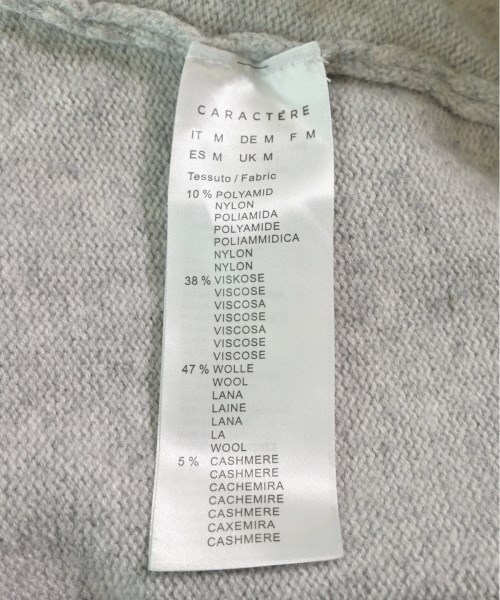 CARACTÈRE
IT M DE M F M
ES M UK M
Tessuto / Fabric
10 % POLYAMID
NYLON
POLIAMIDA
POLYAMIDE
POLIAMMIDICA
NYLON
NYLON
38 % VISKOSE
VISCOSE
VISCOSA
VISCOSE
VISCOSA
VISCOSE
VISCOSE
47 % WOLLE
WOOL
LANA
LAINE
LANA
LA
WOOL
5 % CASHMERE
CASHMERE
CACHEMIRA
CACHEMIRE
CASHMERE
CAXEMIRA
CASHMERE